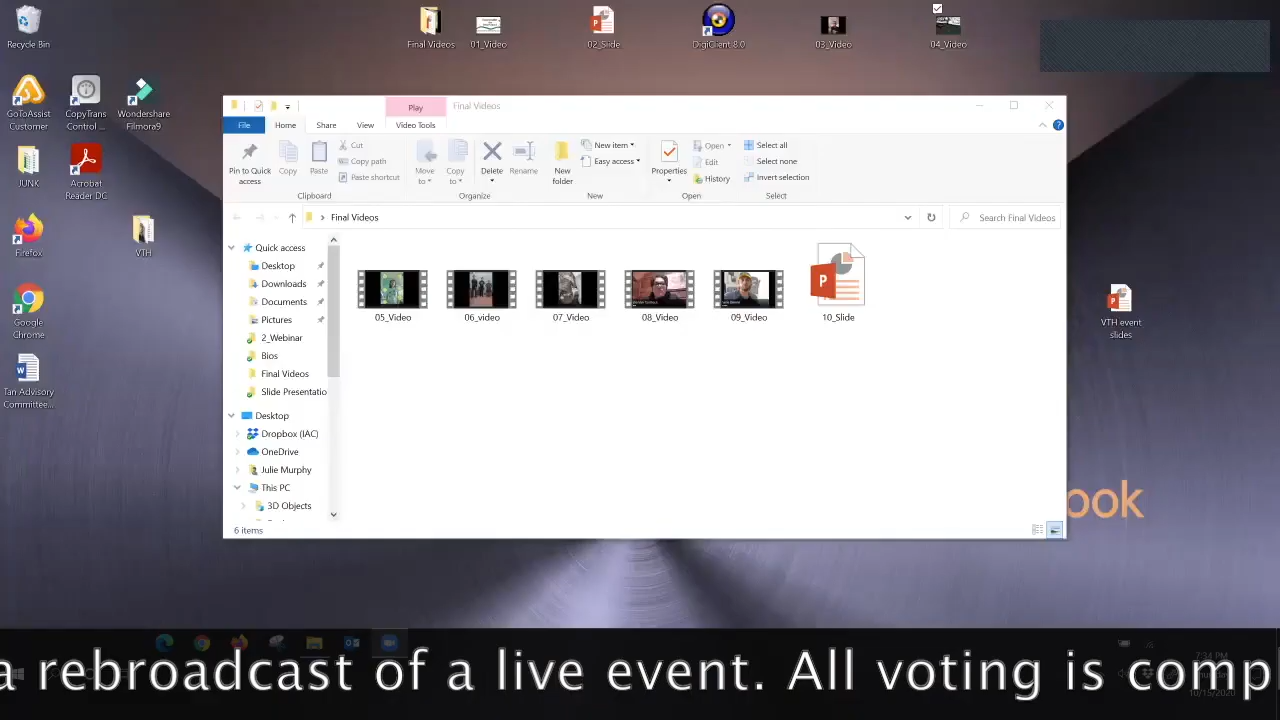 Recycle Bin
Final Videos
01_Video
02_Slide
DigiClient 8.0
03_Video
04_Video
GoToAssist
Customer
CopyTrans
Control ...
Wondershare
Filmora9
JUNK
Acrobat
Reader DC
Firefox
VTH
Google
Chrome
Tan Advisory
Committee...
VTH event
slides
Play
Final Videos
File
Home
Share
View
Video Tools
Pin to Quick
access
Copy
Paste
Cut
Copy path
Paste shortcut
Clipboard
Move
to
Copy
to
Delete
Rename
Organize
New
folder
New item
Easy access
New
Properties
Open
Edit
History
Open
Select all
Select none
Invert selection
Select
Final Videos
Search Final Videos
Quick access
Desktop
Downloads
Documents
Pictures
2_Webinar
Bios
Final Videos
Slide Presentatio
Desktop
Dropbox (IAC)
OneDrive
Julie Murphy
This PC
3D Objects
05_Video
06_video
07_Video
08_Video
09_Video
10_Slide
6 items
ook
a rebroadcast of a live event. All voting is compl
7:34 PM
10/15/2020